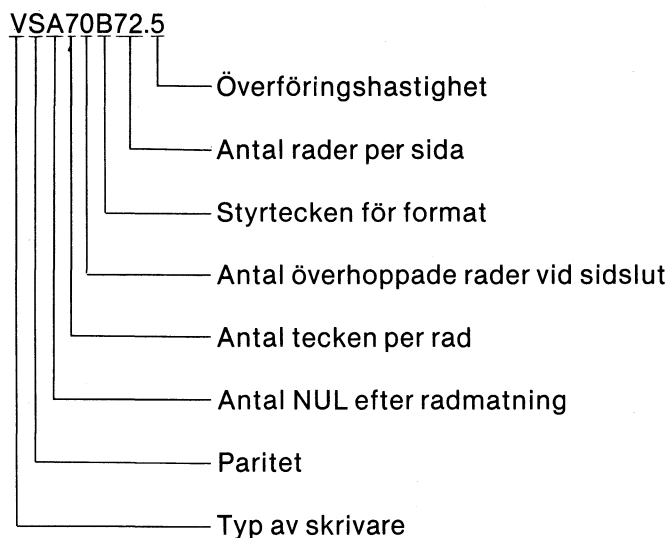 VSA70B72.5
Överföringshastighet
Antal rader per sida
Styrtecken för format
Antal överhoppade rader vid sidslut
Antal tecken per rad
Antal NUL efter radmatning
Paritet
Typ av skrivare